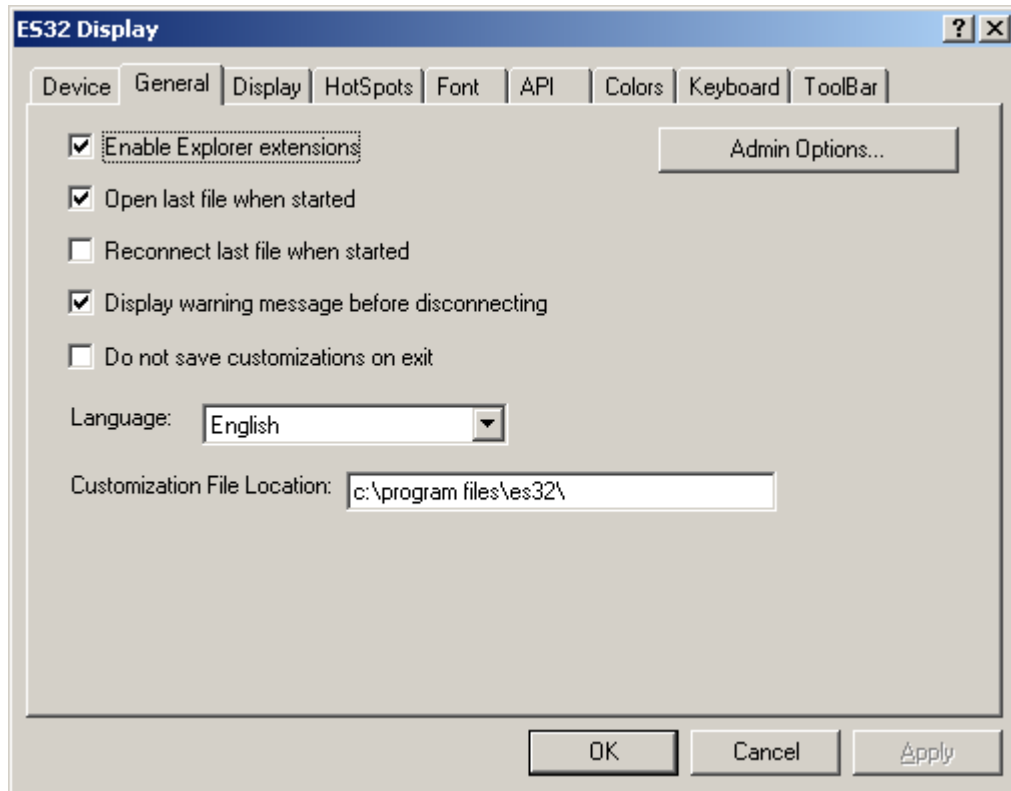 ES32 Display
Device General Display HotSpots Font API Colors Keyboard ToolBar
Enable Explorer extensions
Admin Options...
Open last file when started
Reconnect last file when started
Display warning message before disconnecting
Do not save customizations on exit
Language: English
Customization File Location: c:\program files\es32\
OK Cancel Apply